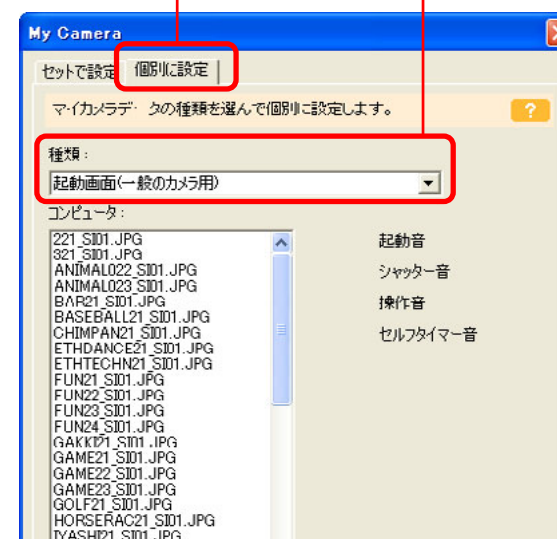 My Camera
セットで設定 個別に設定
マイカメラデータの種類を選んで個別に設定します。 ?
種類：
起動画面(一般のカメラ用)
コンピュータ：
221_SI01.JPG
321_SI01.JPG
ANIMAL022_SI01.JPG
ANIMAL023_SI01.JPG
BAR21_SI01.JPG
BASEBALL21_SI01.JPG
CHIMPAN21_SI01.JPG
ETHDANCE21_SI01.JPG
ETHTECHN21_SI01.JPG
FUN21_SI01.JPG
FUN22_SI01.JPG
FUN23_SI01.JPG
FUN24_SI01.JPG
GAKKI21_SI01.JPG
GAME21_SI01.JPG
GAME22_SI01.JPG
GAME23_SI01.JPG
GOLF21_SI01.JPG
HORSERAC21_SI01.JPG
IYASHI21_SI01.JPG
起動音
シャッター音
操作音
セルフタイマー音